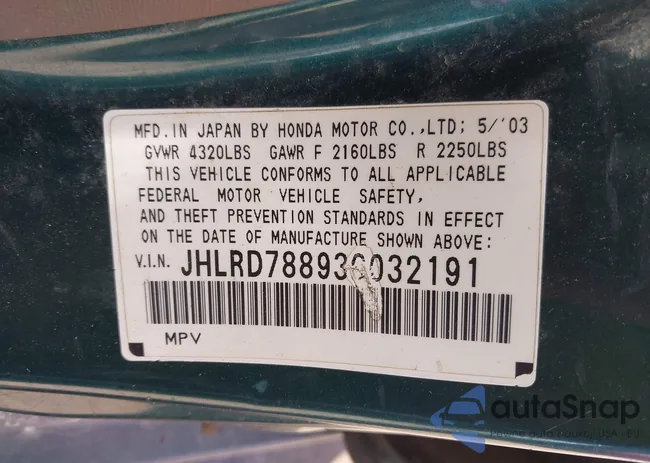 MFD.IN JAPAN BY HONDA MOTOR CO.,LTD; 5/'03
GVWR 4320LBS GAWR F 2160LBS R 2250LBS
THIS VEHICLE CONFORMS TO ALL APPLICABLE
FEDERAL MOTOR VEHICLE SAFETY,
AND THEFT PREVENTION STANDARDS IN EFFECT
ON THE DATE OF MANUFACTURE SHOWN ABOVE:
V.I.N. JHLRD78893C032191
MPV
autoSnap